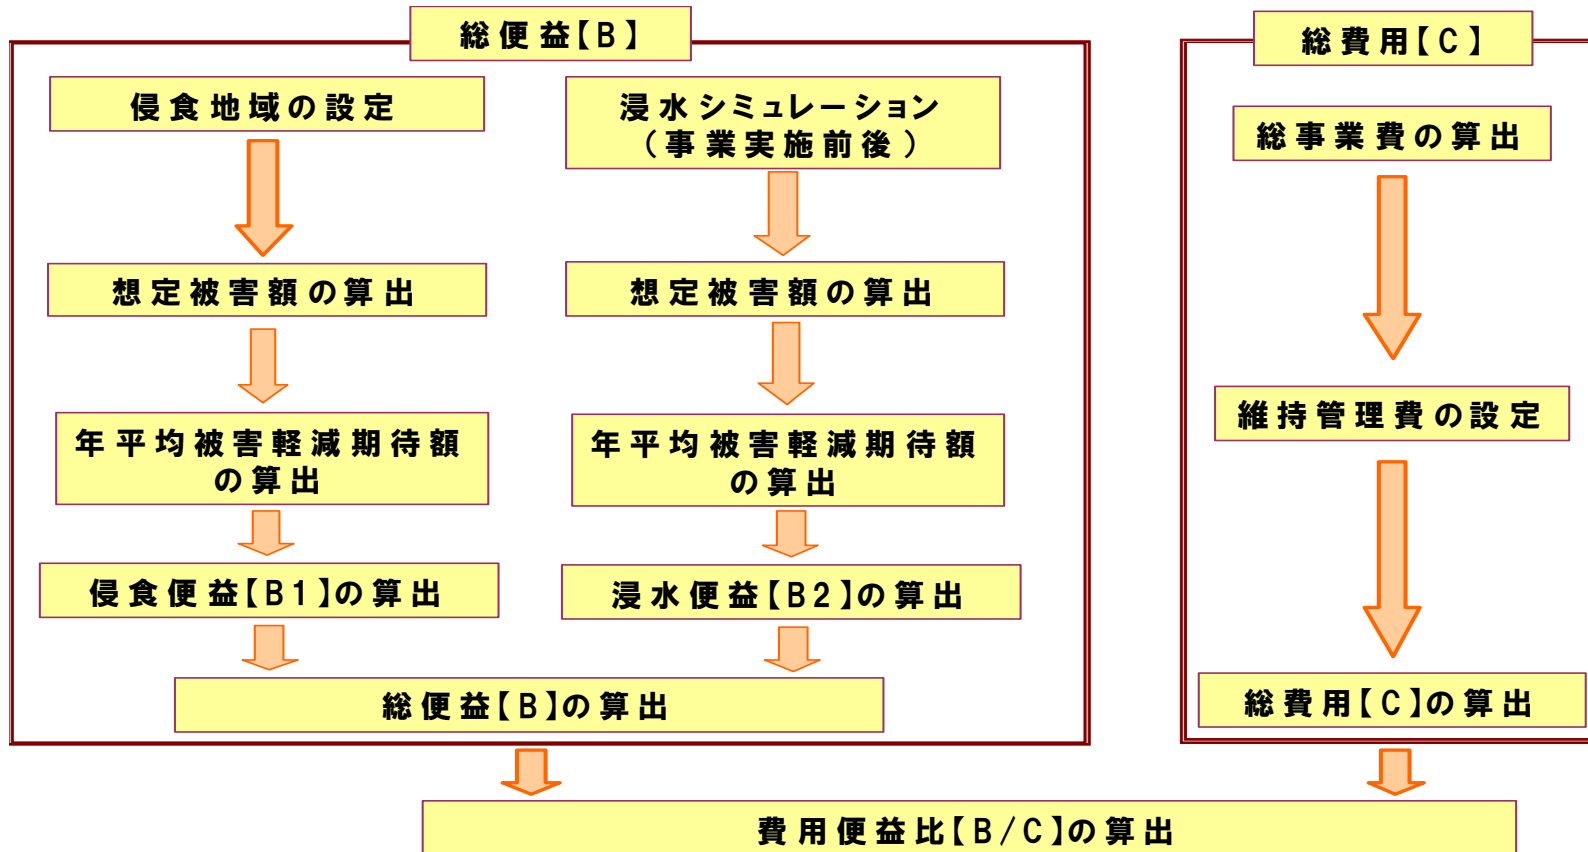 総便益【B】
侵食地域の設定
想定被害額の算出
年平均被害軽減期待額
の算出
侵食便益【B1】の算出
浸水シミュレーション
（事業実施前後）
想定被害額の算出
年平均被害軽減期待額
の算出
浸水便益【B2】の算出
総便益【B】の算出
総費用【C】
総事業費の算出
維持管理費の設定
総費用【C】の算出
費用便益比【B/C】の算出